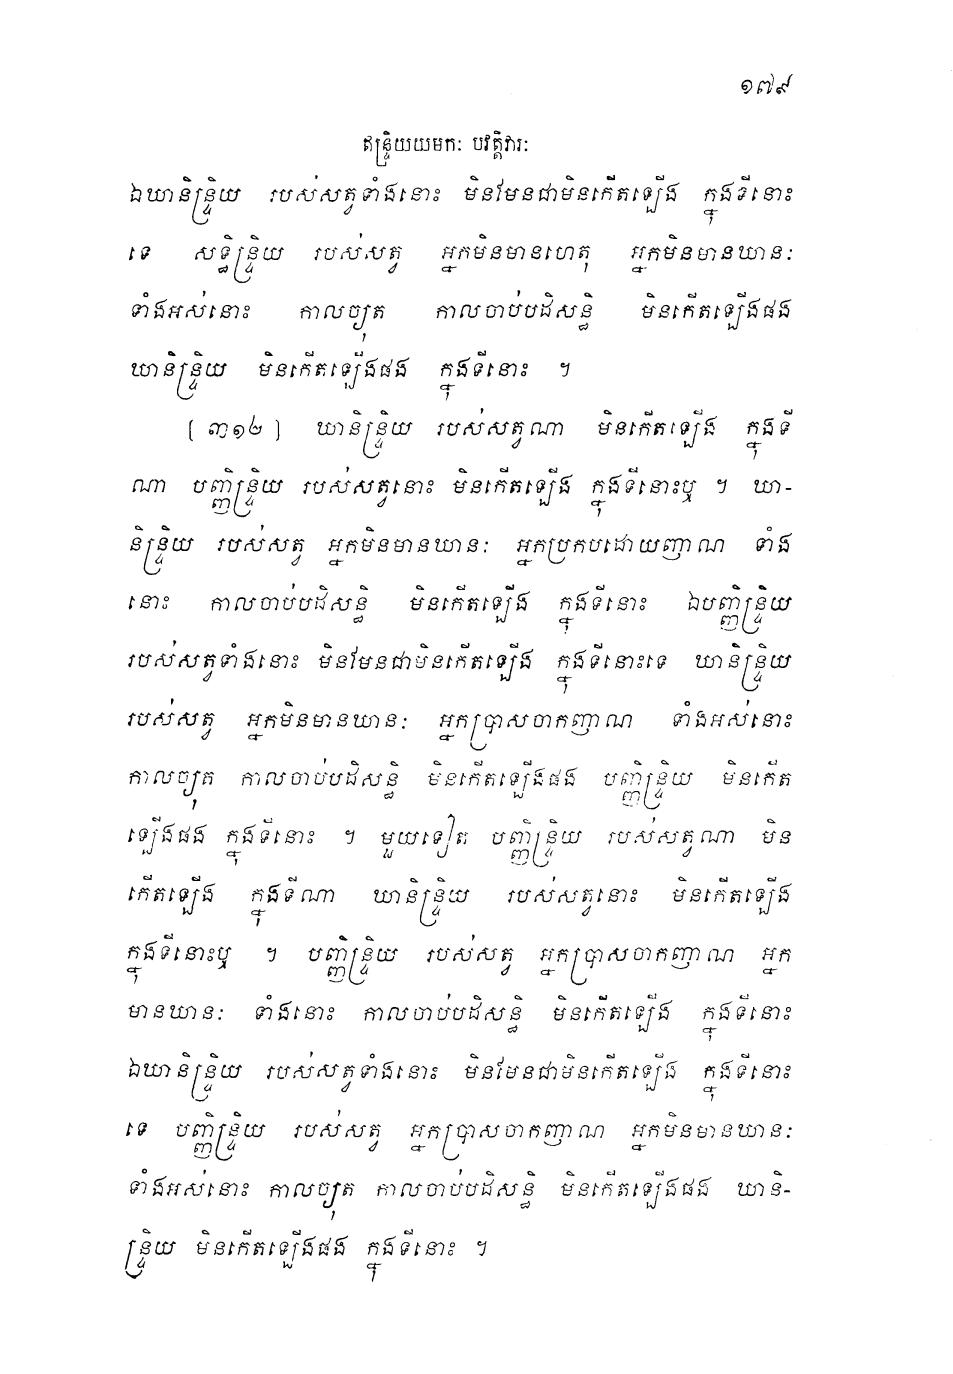 ១៧៩
ឥន្ទ្រិយយមកៈ បវត្តិវារៈ
ឯឃានិន្ទ្រិយ របស់សត្វទាំងនោះ មិនមែនជាមិនកើតឡើង ក្នុងទីនោះ
ទេ សទ្ធិន្ទ្រិយ របស់សត្វ អ្នកមិនមានហេតុ អ្នកមិនមានឃានៈ
ទាំងអស់នោះ កាលច្យុត កាលចាប់បដិសន្ធិ មិនកើតឡើងផង
ឃានិន្ទ្រិយ មិនកើតឡើងផង ក្នុងទីនោះ ។
[ ៣១២ ] ឃានិន្ទ្រិយ របស់សត្វណា មិនកើតឡើង ក្នុងទី
ណា បញ្ញិន្ទ្រិយ របស់សត្វនោះ មិនកើតឡើង ក្នុងទីនោះឬ ។ ឃា-
និន្ទ្រិយ របស់សត្វ អ្នកមិនមានឃានៈ អ្នកប្រកបដោយញាណ ទាំង
នោះ កាលចាប់បដិសន្ធិ មិនកើតឡើង ក្នុងទីនោះ ឯបញ្ញិន្ទ្រិយ
របស់សត្វទាំងនោះ មិនមែនជាមិនកើតឡើង ក្នុងទីនោះទេ ឃានិន្ទ្រិយ
របស់សត្វ អ្នកមិនមានឃានៈ អ្នកប្រាសចាកញាណ ទាំងអស់នោះ
កាលច្យុត កាលចាប់បដិសន្ធិ មិនកើតឡើងផង បញ្ញិន្ទ្រិយ មិនកើត
ឡើងផង ក្នុងទីនោះ ។ មួយទៀត បញ្ញិន្ទ្រិយ របស់សត្វណា មិន
កើតឡើង ក្នុងទីណា ឃានិន្ទ្រិយ របស់សត្វនោះ មិនកើតឡើង
ក្នុងទីនោះឬ ។ បញ្ញិន្ទ្រិយ របស់សត្វ អ្នកប្រាសចាកញាណ អ្នក
មានឃានៈ ទាំងនោះ កាលចាប់បដិសន្ធិ មិនកើតឡើង ក្នុងទីនោះ
ឯឃានិន្ទ្រិយ របស់សត្វទាំងនោះ មិនមែនជាមិនកើតឡើង ក្នុងទីនោះ
ទេ បញ្ញិន្ទ្រិយ របស់សត្វ អ្នកប្រាសចាកញាណ អ្នកមិនមានឃានៈ
ទាំងអស់នោះ កាលច្យុត កាលចាប់បដិសន្ធិ មិនកើតឡើងផង ឃានិ-
ន្ទ្រិយ មិនកើតឡើងផង ក្នុងទីនោះ ។